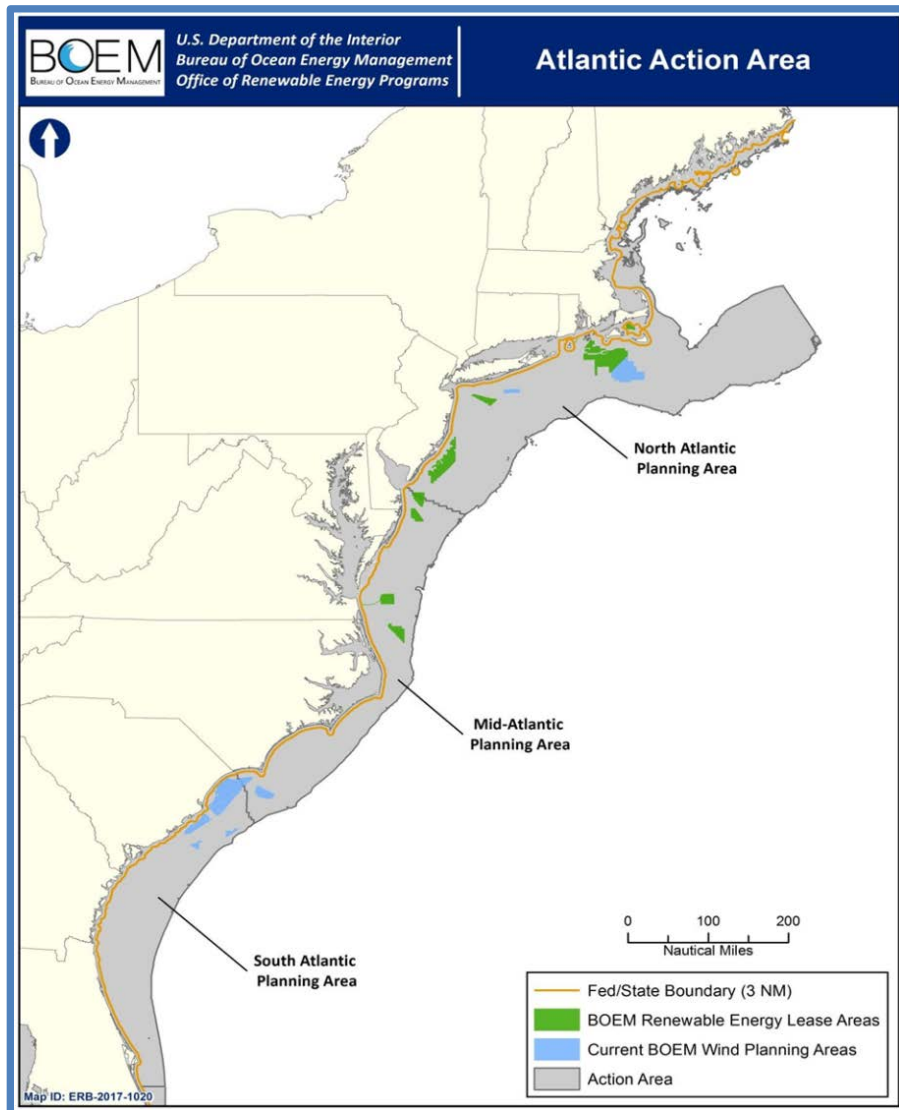 BOEM
BUREAU OF OCEAN ENERGY MANAGEMENT
U.S. Department of the Interior
Bureau of Ocean Energy Management
Office of Renewable Energy Programs
Atlantic Action Area
North Atlantic
Planning Area
Mid-Atlantic
Planning Area
South Atlantic
Planning Area
0 100 200
Nautical Miles
Fed/State Boundary (3 NM)
BOEM Renewable Energy Lease Areas
Current BOEM Wind Planning Areas
Action Area
Map ID: ERB-2017-1020